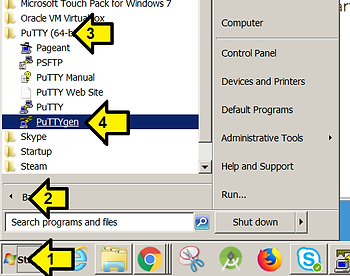 Microsoft Touch Pack for Windows 7
Oracle VM VirtualBox
PuTTY (64-b
3
Pageant
PSFTP
PuTTY Manual
PuTTY Web Site
PuTTY
PuTTYgen
4
Skype
Startup
Steam
2
Search programs and files
1
Computer
Control Panel
Devices and Printers
Default Programs
Administrative Tools
Help and Support
Run...
Shut down